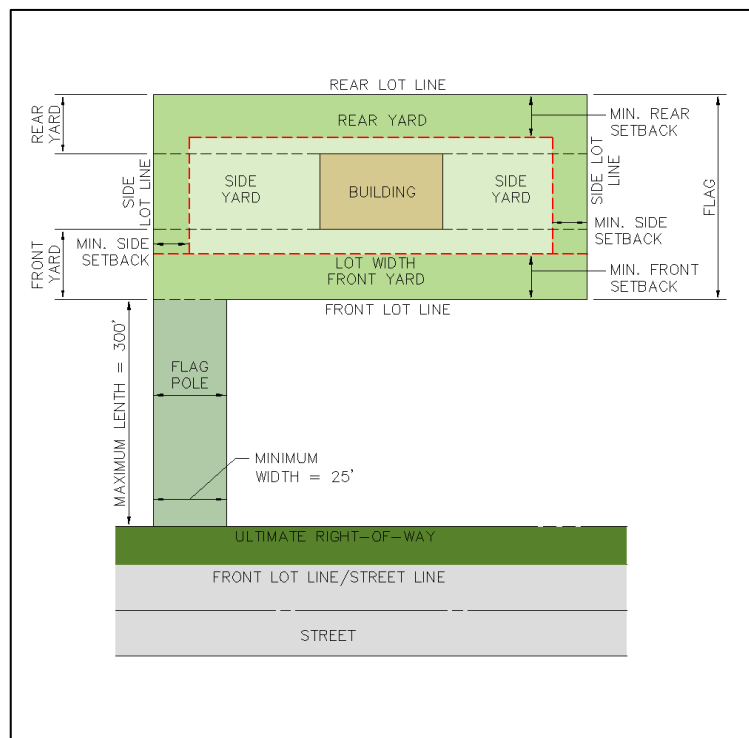 REAR LOT LINE
REAR
YARD
REAR YARD
MIN. REAR
SETBACK
SIDE
LOT LINE
SIDE
YARD
BUILDING
SIDE
YARD
SIDE LOT
LINE
FLAG
FRONT
YARD
MIN. SIDE
SETBACK
MIN. SIDE
SETBACK
LOT WIDTH
FRONT YARD
MIN. FRONT
SETBACK
FRONT LOT LINE
MAXIMUM LENTH = 300'
FLAG
POLE
MINIMUM
WIDTH = 25'
ULTIMATE RIGHT-OF-WAY
FRONT LOT LINE/STREET LINE
STREET